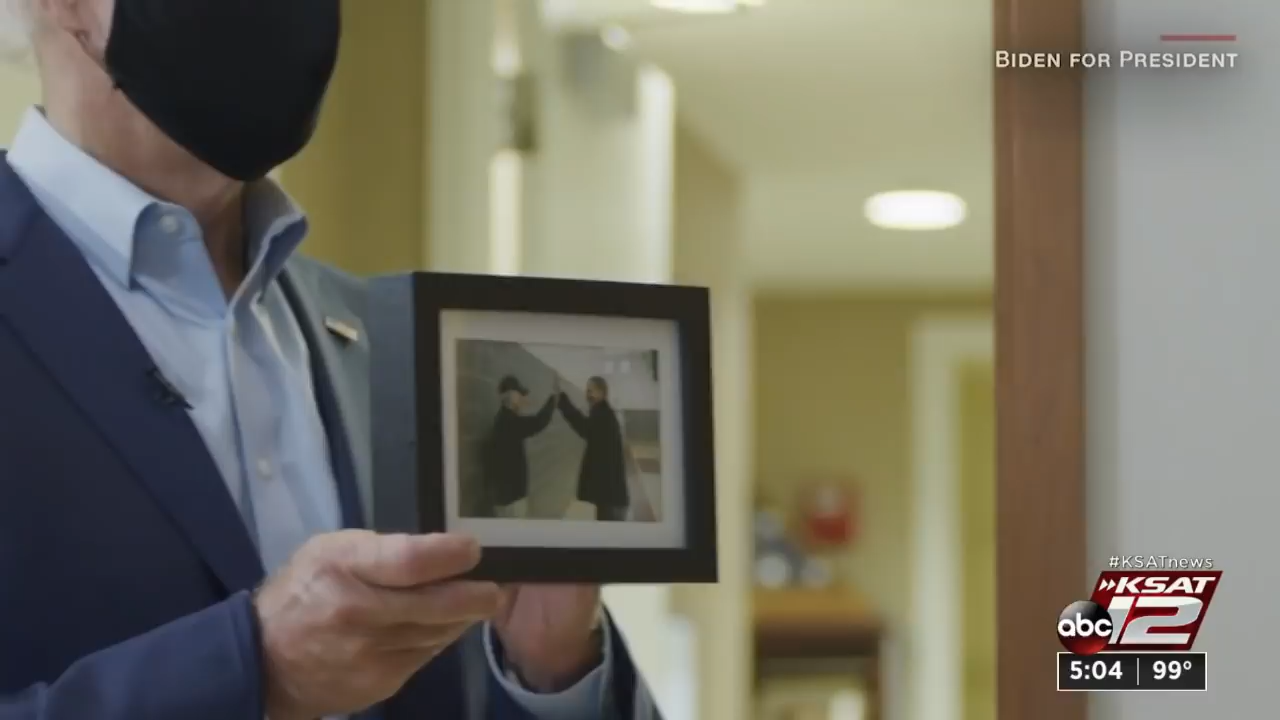 BIDEN FOR PRESIDENT
#KSATnews
KSAT
abc 12
5:04 99°